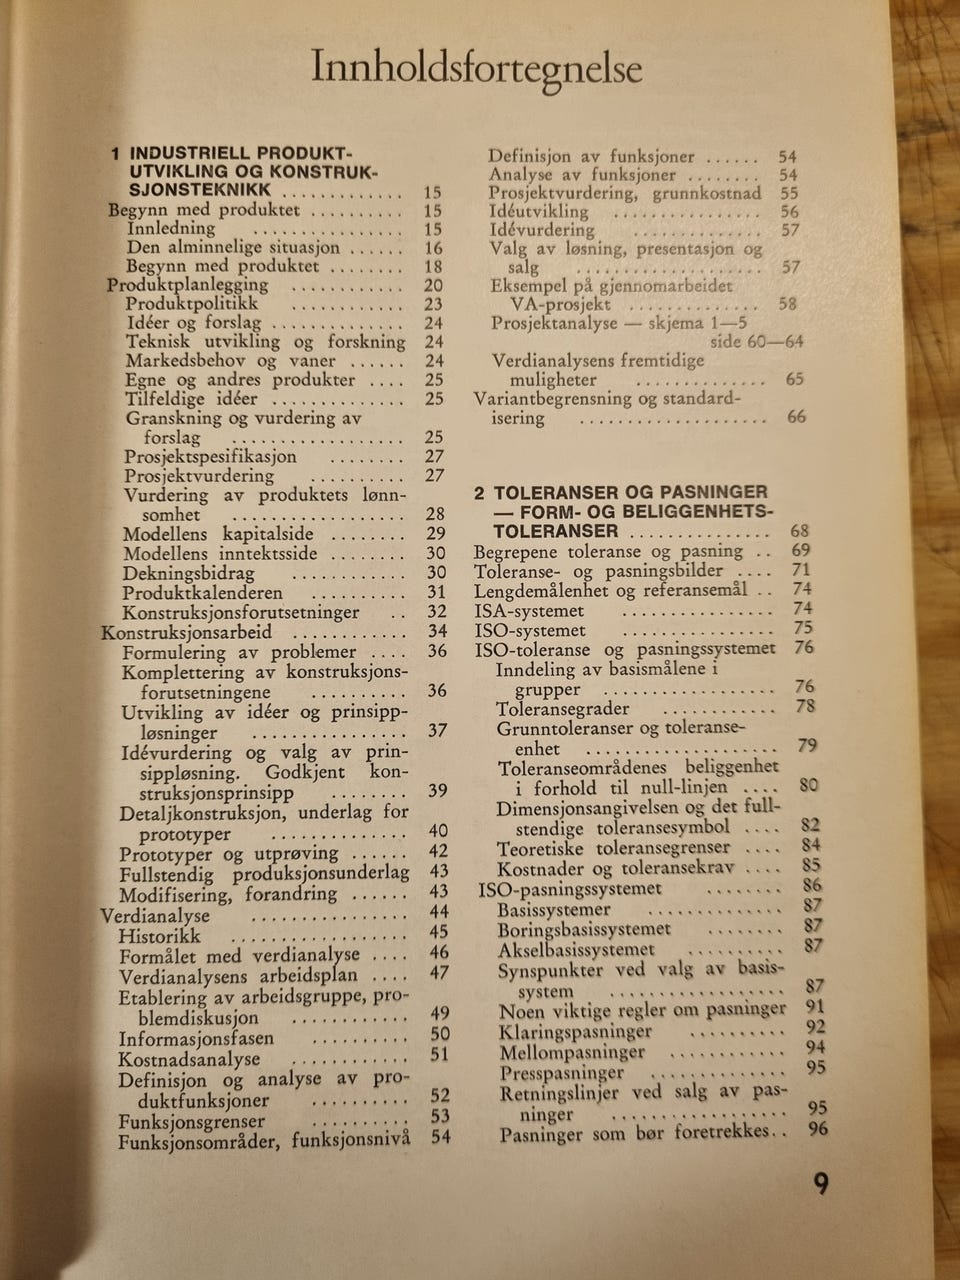 Innholdsfortegnelse
1 INDUSTRIELL PRODUKT-
UTVIKLING OG KONSTRUK-
SJONSTEKNIKK ............ 15
Begynn med produktet .......... 15
Innledning ............... 15
Den alminnelige situasjon ...... 16
Begynn med produktet ........ 18
Produktplanlegging ............ 20
Produktpolitikk ............ 23
Idéer og forslag .............. 24
Teknisk utvikling og forskning 24
Markedsbehov og vaner ...... 24
Egne og andres produkter .... 25
Tilfeldige idéer .............. 25
Granskning og vurdering av
forslag .................. 25
Prosjektspesifikasjon ........ 27
Prosjektvurdering .......... 27
Vurdering av produktets lønn-
somhet .................. 28
Modellens kapitalside ........ 29
Modellens inntektsside ........ 30
Dekningsbidrag ............ 30
Produktkalenderen .......... 31
Konstruksjonsforutsetninger .. 32
Konstruksjonsarbeid ............ 34
Formulering av problemer .... 36
Komplettering av konstruksjons-
forutsetningene .......... 36
Utvikling av idéer og prinsipp-
løsninger ................ 37
Idévurdering og valg av prin-
sippløsning. Godkjent kon-
struksjonsprinsipp ........ 39
Detaljkonstruksjon, underlag for
prototyper .............. 40
Prototyper og utprøving ...... 42
Fullstendig produksjonsunderlag 43
Modifisering, forandring ...... 43
Verdianalyse ................ 44
Historikk .................. 45
Formålet med verdianalyse .... 46
Verdianalysens arbeidsplan .... 47
Etablering av arbeidsgruppe, pro-
blemdiskusjon ............ 49
Informasjonsfasen .......... 50
Kostnadsanalyse ............ 51
Definisjon og analyse av pro-
duktfunksjoner .......... 52
Funksjonsgrenser .......... 53
Funksjonsområder, funksjonsnivå 54
Definisjon av funksjoner ...... 54
Analyse av funksjoner ........ 54
Prosjektvurdering, grunnkostnad 55
Idéutvikling ................ 56
Idévurdering .............. 57
Valg av løsning, presentasjon og
salg ................... 57
Eksempel på gjennomarbeidet
VA-prosjekt .............. 58
Prosjektanalyse — skjema 1—5
side 60—64
Verdianalysens fremtidige
muligheter .............. 65
Variantbegrensning og standard-
isering ................... 66
2 TOLERANSER OG PASNINGER
— FORM- OG BELIGGENHETS-
TOLERANSER ............... 68
Begrepene toleranse og pasning .. 69
Toleranse- og pasningsbilder .... 71
Lengdemålenhet og referansemål .. 74
ISA-systemet ................ 74
ISO-systemet ................ 75
ISO-toleranse og pasningssystemet 76
Inndeling av basismålene i
grupper .................. 76
Toleransegrader ............ 78
Grunntoleranser og toleranse-
enhet .................... 79
Toleranseområdenes beliggenhet
i forhold til null-linjen .... 80
Dimensjonsangivelsen og det full-
stendige toleransesymbol .... 82
Teoretiske toleransegrenser .... 84
Kostnader og toleransekrav .... 85
ISO-pasningssystemet ........ 86
Basissystemer .............. 87
Boringsbasissystemet ........ 87
Akselbasissystemet .......... 87
Synspunkter ved valg av basis-
system .................. 87
Noen viktige regler om pasninger 91
Klaringspasninger .......... 92
Mellompasninger ............ 94
Presspasninger .............. 95
Retningslinjer ved salg av pas-
ninger .................. 95
Pasninger som bør foretrekkes.. 96
9